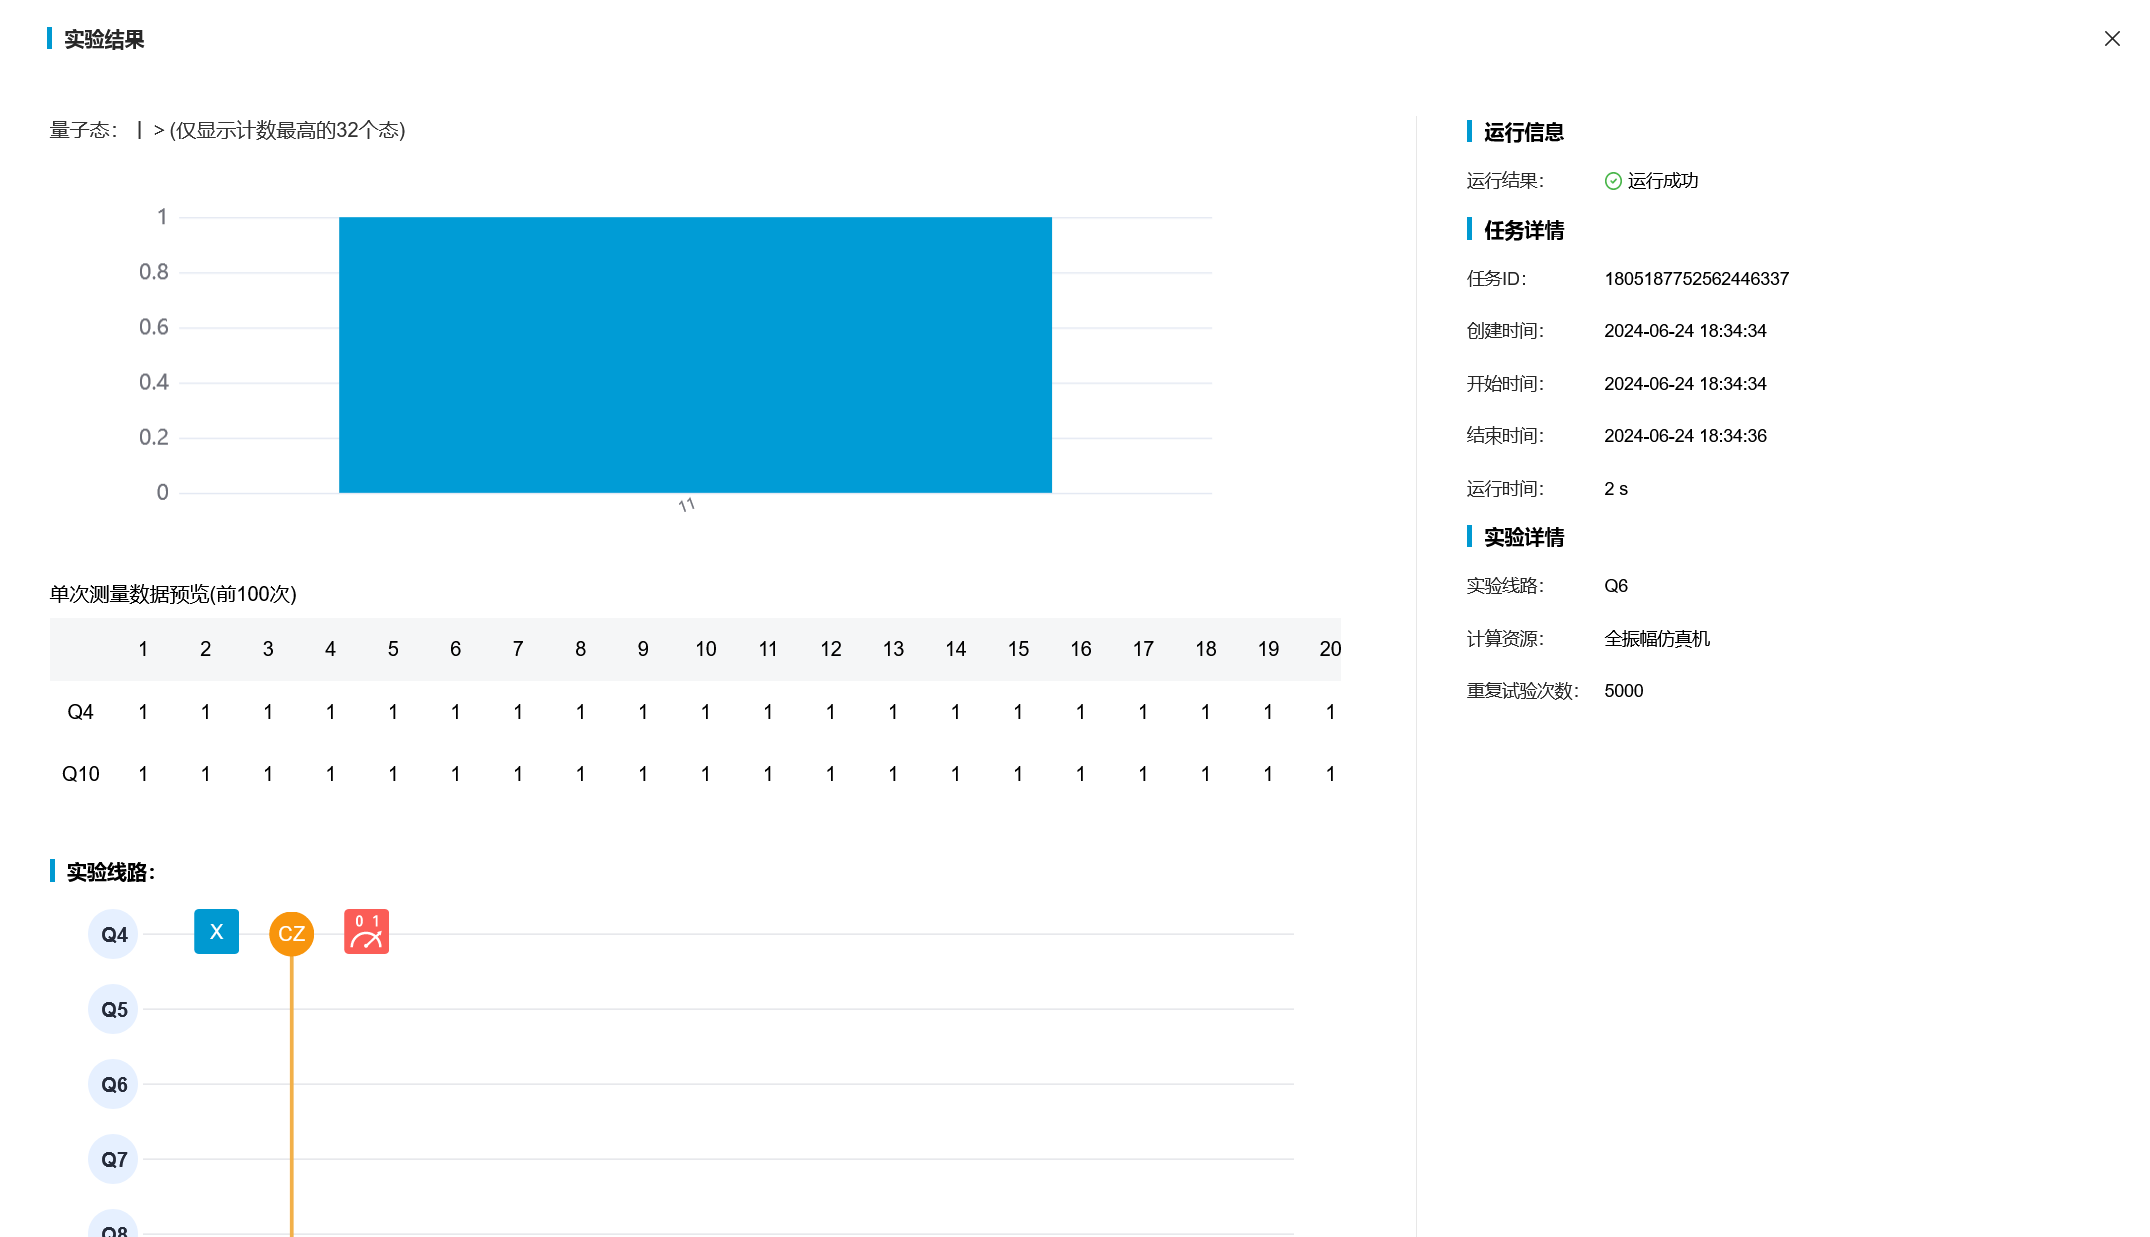 实验结果
量子态： | > (仅显示计数最高的32个态)
1
0.8
0.6
0.4
0.2
0
11
单次测量数据预览(前100次)
1 2 3 4 5 6 7 8 9 10 11 12 13 14 15 16 17 18 19 20
Q4 1 1 1 1 1 1 1 1 1 1 1 1 1 1 1 1 1 1 1 1
Q10 1 1 1 1 1 1 1 1 1 1 1 1 1 1 1 1 1 1 1 1
实验线路：
Q4 X CZ 0 1
Q5
Q6
Q7
Q8
运行信息
运行结果： 运行成功
任务详情
任务ID： 1805187752562446337
创建时间： 2024-06-24 18:34:34
开始时间： 2024-06-24 18:34:34
结束时间： 2024-06-24 18:34:36
运行时间： 2 s
实验详情
实验线路： Q6
计算资源： 全振幅仿真机
重复试验次数： 5000